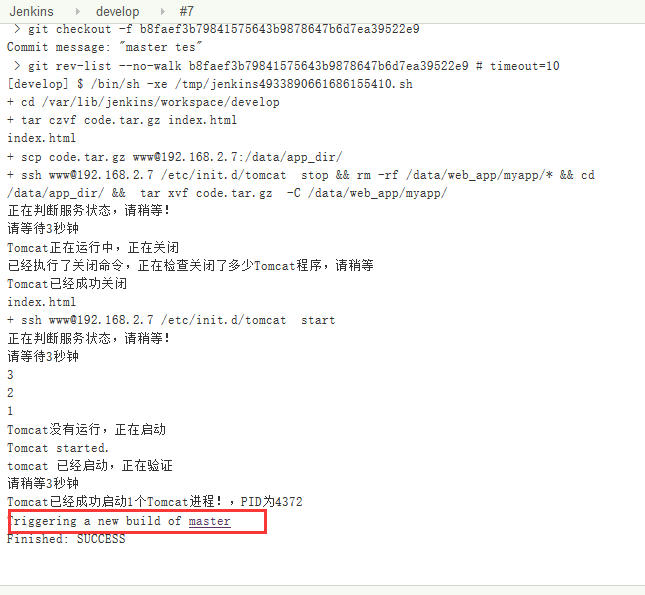 Jenkins develop #7
> git checkout -f b8faef3b79841575643b9878647b6d7ea39522e9
Commit message: "master tes"
> git rev-list --no-walk b8faef3b79841575643b9878647b6d7ea39522e9 # timeout=10
[develop] $ /bin/sh -xe /tmp/jenkins4933890661686155410.sh
+ cd /var/lib/jenkins/workspace/develop
+ tar czvf code.tar.gz index.html
index.html
+ scp code.tar.gz www@192.168.2.7:/data/app_dir/
+ ssh www@192.168.2.7 /etc/init.d/tomcat  stop && rm -rf /data/web_app/myapp/* && cd
/data/app_dir/ &&  tar xvf code.tar.gz  -C /data/web_app/myapp/
正在判断服务状态，请稍等！
请等待3秒钟
Tomcat正在运行中，正在关闭
已经执行了关闭命令，正在检查关闭了多少Tomcat程序，请稍等
Tomcat已经成功关闭
index.html
+ ssh www@192.168.2.7 /etc/init.d/tomcat  start
正在判断服务状态，请稍等！
请等待3秒钟
3
2
1
Tomcat没有运行，正在启动
Tomcat started.
tomcat 已经启动，正在验证
请稍等3秒钟
Tomcat已经成功启动1个Tomcat进程！，PID为4372
Triggering a new build of master
Finished: SUCCESS